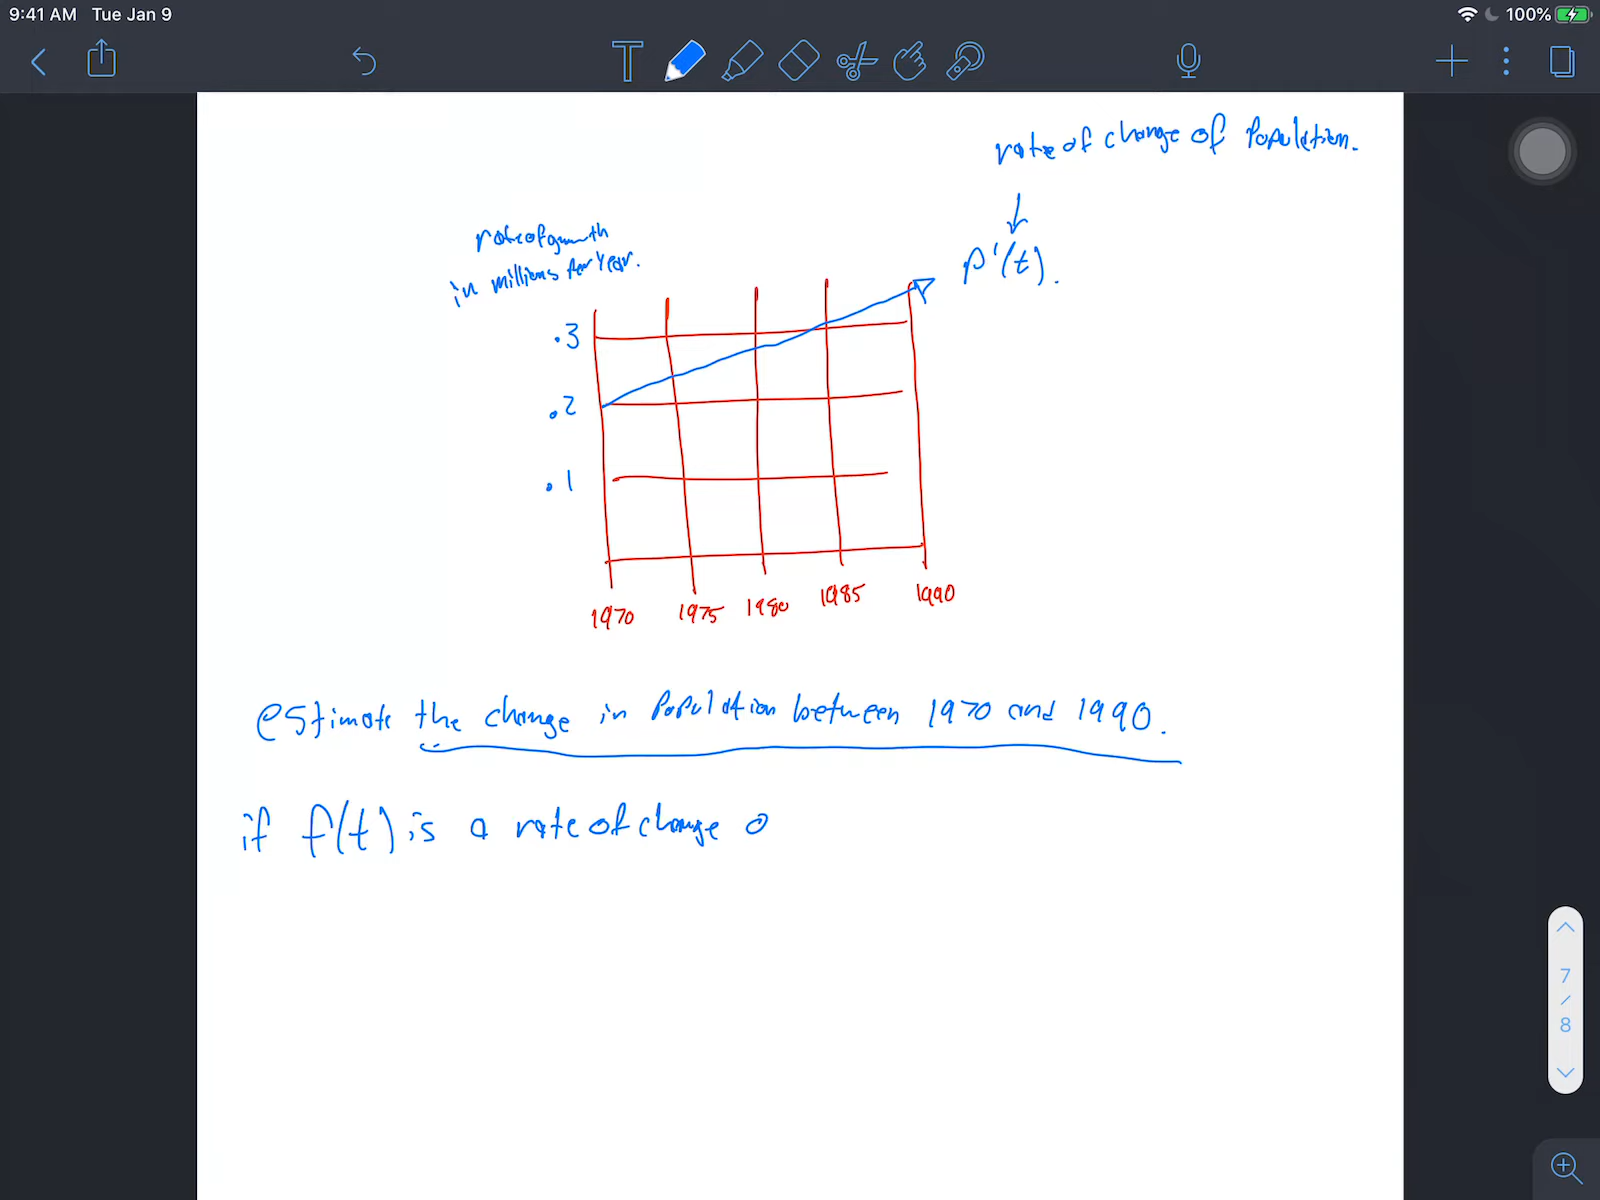 9:41 AM Tue Jan 9
100%
T
rate of change of Population.
P'(t).
rate of growth
in millions per year.
.3
.2
.1
1970 1975 1980 1985 1990
estimate the change in Population between 1970 and 1990.
if f(t) is a rate of change o
7
/
8